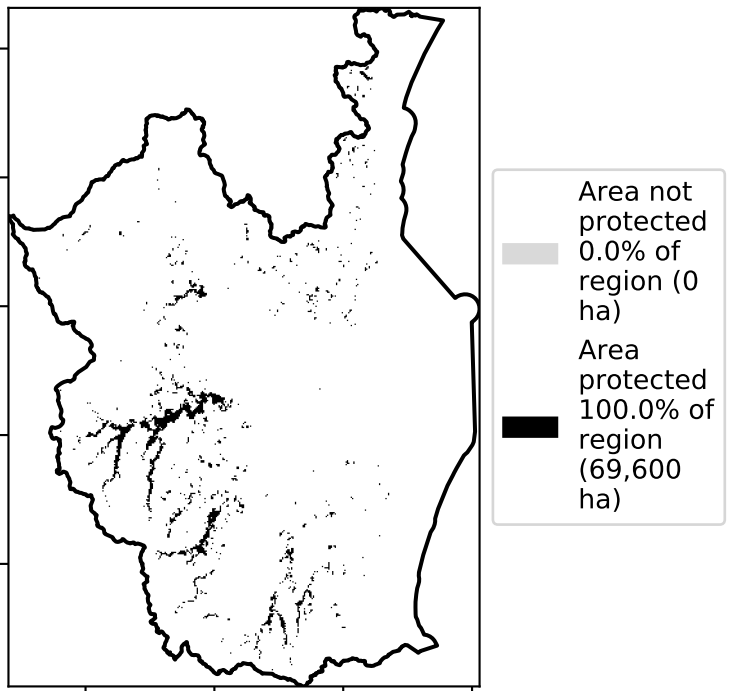 Area not
protected
0.0% of
region (0
ha)
Area
protected
100.0% of
region
(69,600
ha)